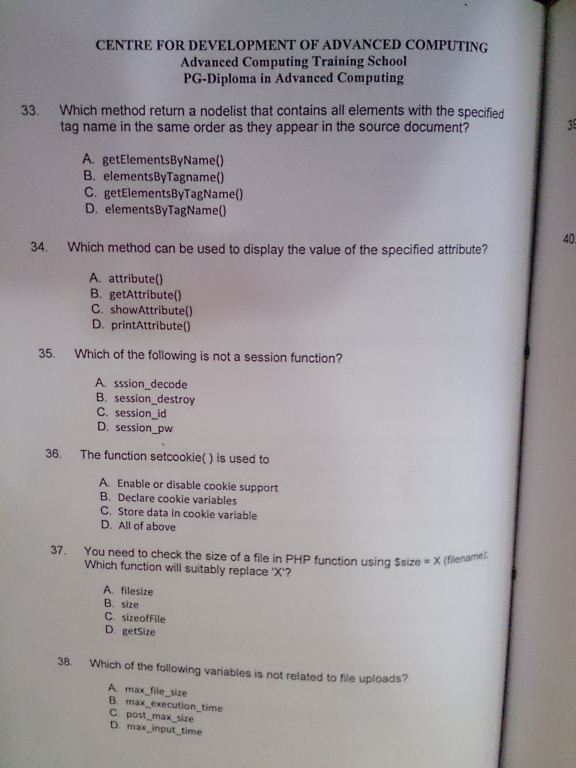 CENTRE FOR DEVELOPMENT OF ADVANCED COMPUTING
Advanced Computing Training School
PG-Diploma in Advanced Computing
33. Which method return a nodelist that contains all elements with the specified
tag name in the same order as they appear in the source document?
A. getElementsByName()
B. elementsByTagname()
C. getElementsByTagName()
D. elementsByTagName()
34. Which method can be used to display the value of the specified attribute?
A. attribute()
B. getAttribute()
C. showAttribute()
D. printAttribute()
35. Which of the following is not a session function?
A. sssion_decode
B. session_destroy
C. session_id
D. session_pw
36. The function setcookie( ) is used to
A. Enable or disable cookie support
B. Declare cookie variables
C. Store data in cookie variable
D. All of above
37. You need to check the size of a file in PHP function using $size = X (filename);
Which function will suitably replace 'X'?
A. filesize
B. size
C. sizeofFile
D. getSize
38. Which of the following variables is not related to file uploads?
A. max_file_size
B. max_execution_time
C. post_max_size
D. max_input_time
40.